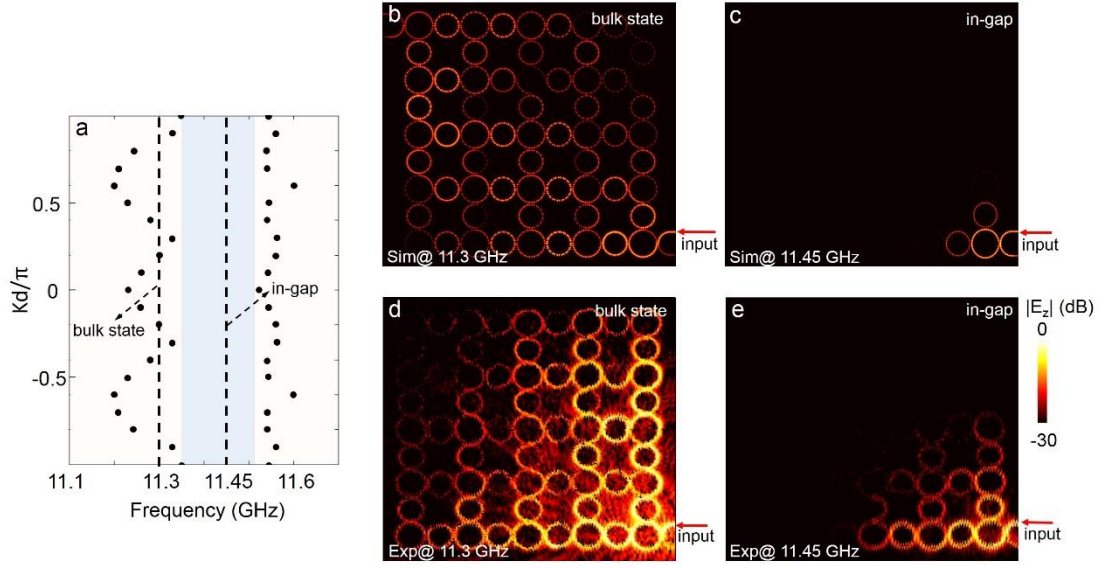 a
Kd/π
0.5
0
-0.5
bulk state
in-gap
11.1
11.3
11.45
11.6
Frequency (GHz)
b
bulk state
Sim@ 11.3 GHz
input
c
in-gap
Sim@ 11.45 GHz
input
d
bulk state
Exp@ 11.3 GHz
input
e
in-gap
Exp@ 11.45 GHz
input
|E_z| (dB)
0
-30